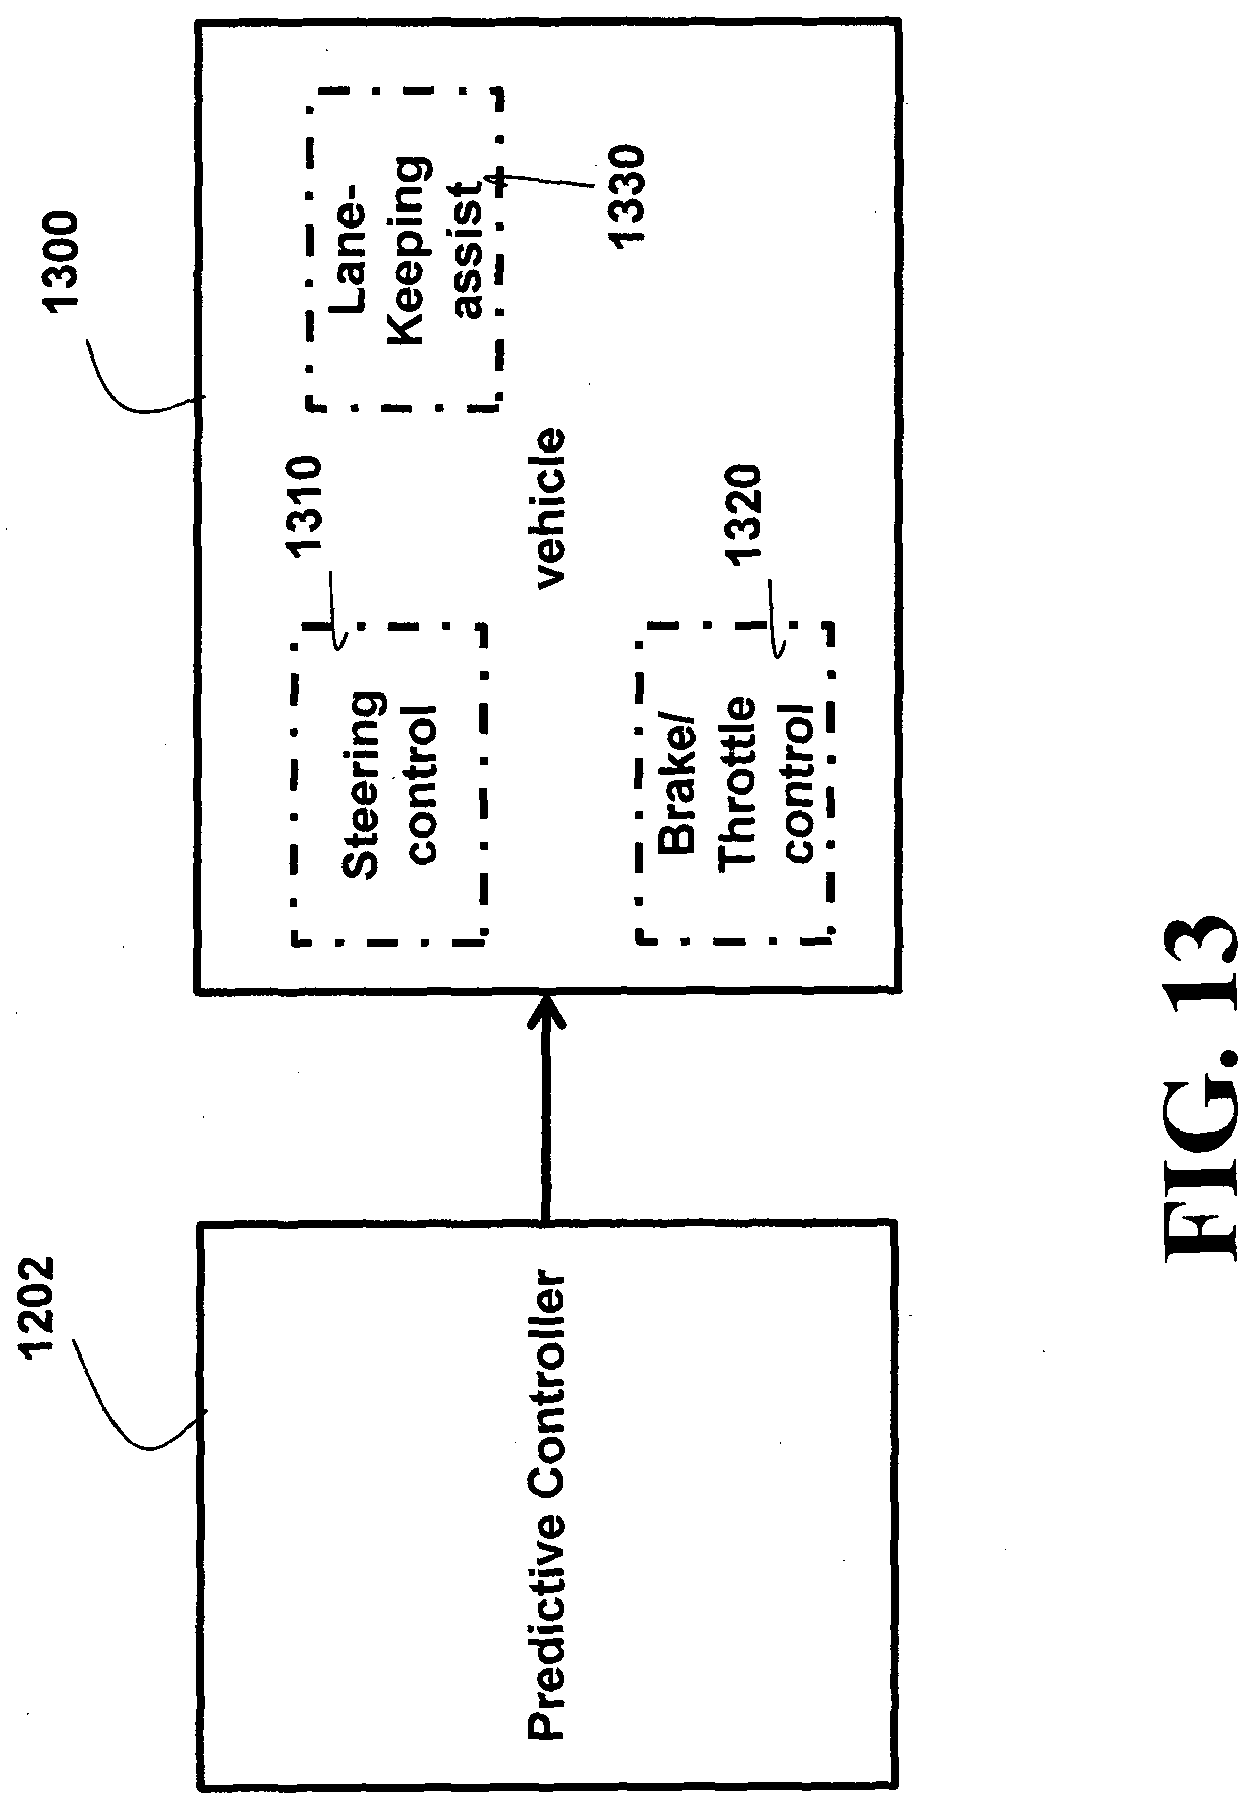 1202
Predictive Controller
1300
1310
Steering
control
Lane-
Keeping
assist
1330
vehicle
1320
Brake/
Throttle
control
FIG. 13